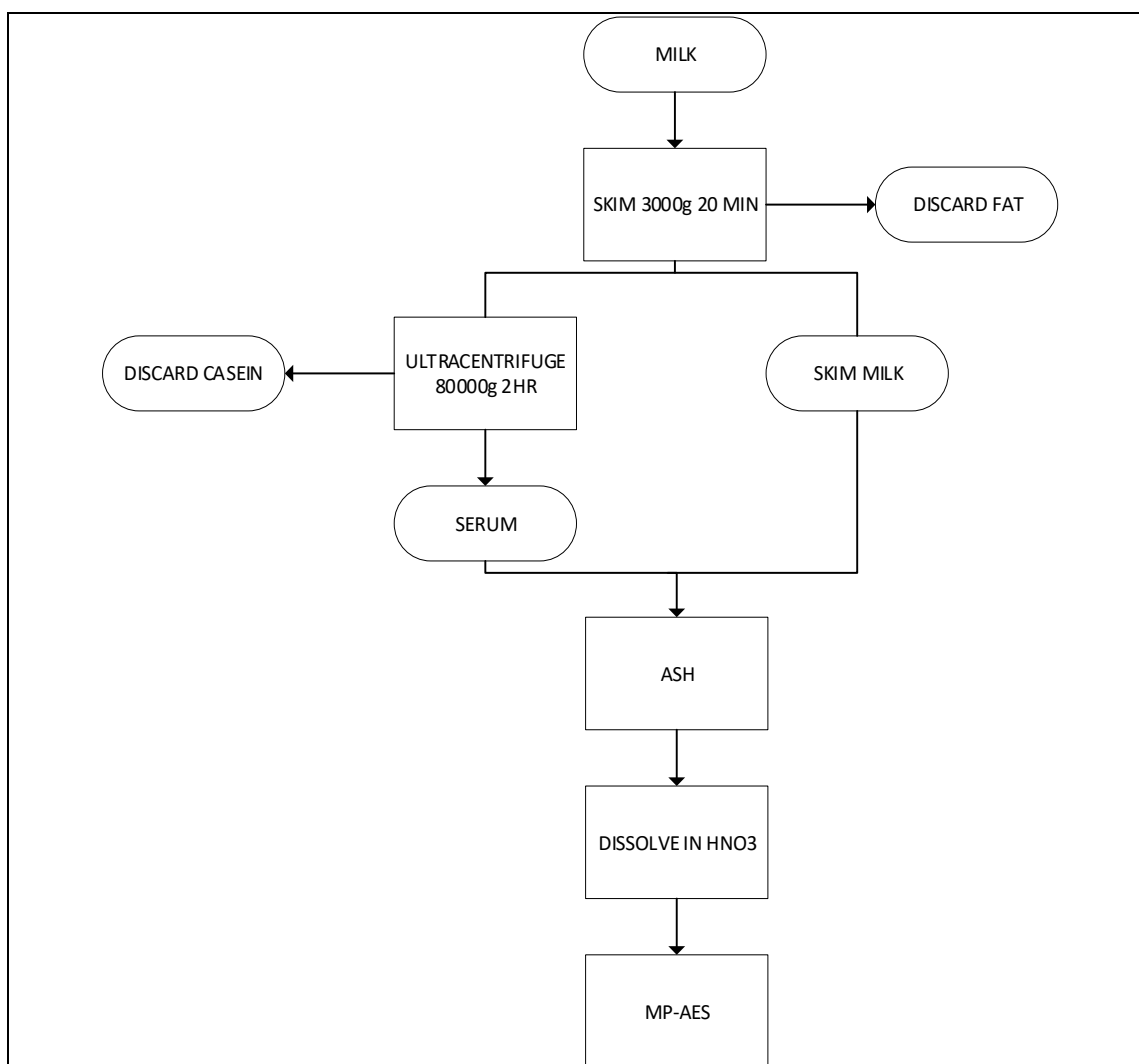 MILK
SKIM 3000g 20 MIN
DISCARD FAT
DISCARD CASEIN
ULTRACENTRIFUGE
80000g 2HR
SKIM MILK
SERUM
ASH
DISSOLVE IN HNO3
MP-AES